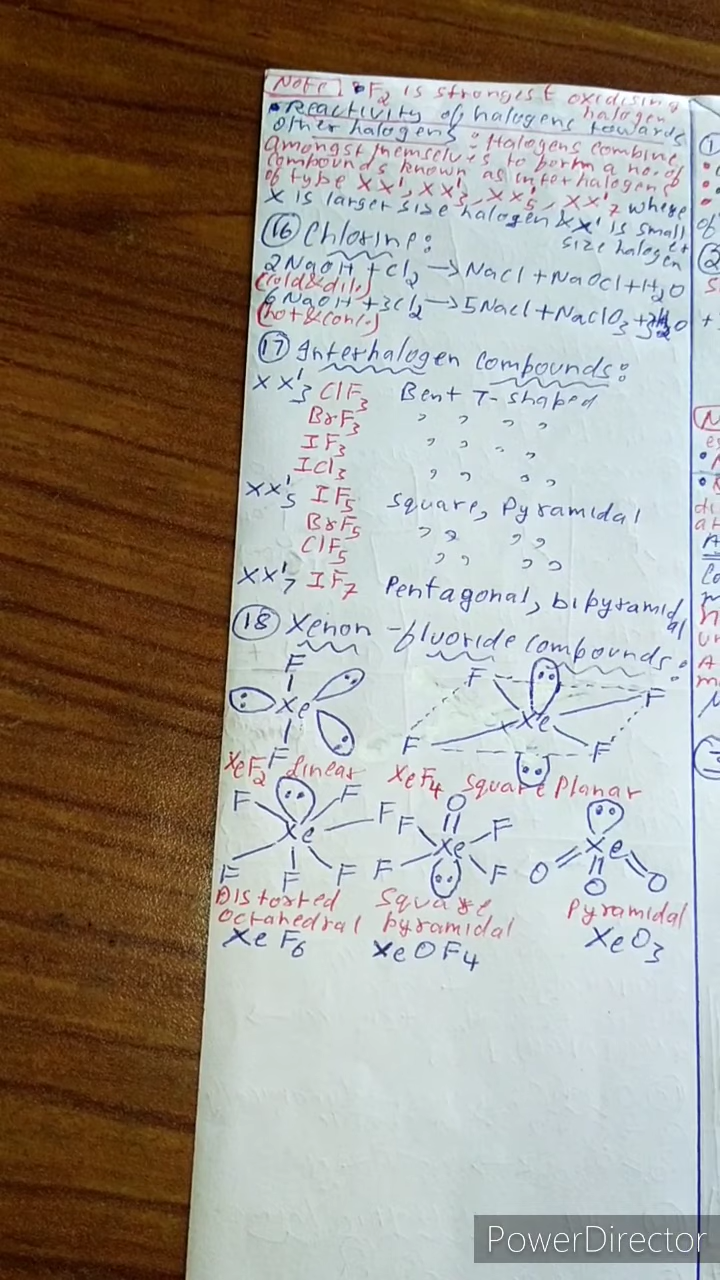 Note: • F2 is strongest oxidising
halogen
• Reactivity of halogens towards
other halogens: Halogens combine
amongst themselves to form a no. of
compounds known as interhalogens
of type XX', XX'3, XX'5, XX'7 where
X is larger size halogen & X' is small
size halogen
⑯ Chlorine:
2NaOH + Cl2 → NaCl + NaOCl + H2O
(cold & dil.)
6NaOH + 3Cl2 → 5NaCl + NaClO3 + 3H2O
(hot & conc.)
⑰ Interhalogen compounds:
XX'3 ClF3 Bent T-shaped
BrF3 " " " "
IF3 " " " "
ICl3 " " " "
XX'5 IF5 Square, Pyramidal
BrF5 " " " "
ClF5 " " " "
XX'7 IF7 Pentagonal, bipyramidal
⑱ Xenon-fluoride compounds:
F
Xe
F
F F
Xe
F F
XeF2 linear XeF4 Square Planar
F F
Xe F
F F F
O
F F
Xe
F F
Xe
O O O
Distorted Square Pyramidal
octahedral pyramidal
XeF6 XeOF4 XeO3
PowerDirector